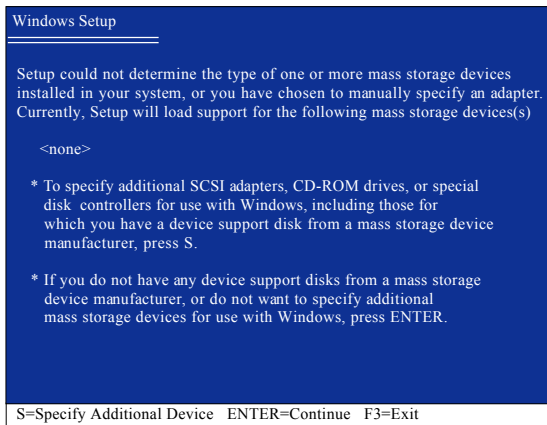 Windows Setup
Setup could not determine the type of one or more mass storage devices
installed in your system, or you have chosen to manually specify an adapter.
Currently, Setup will load support for the following mass storage devices(s)
<none>
* To specify additional SCSI adapters, CD-ROM drives, or special
disk controllers for use with Windows, including those for
which you have a device support disk from a mass storage device
manufacturer, press S.
* If you do not have any device support disks from a mass storage
device manufacturer, or do not want to specify additional
mass storage devices for use with Windows, press ENTER.
S=Specify Additional Device ENTER=Continue F3=Exit